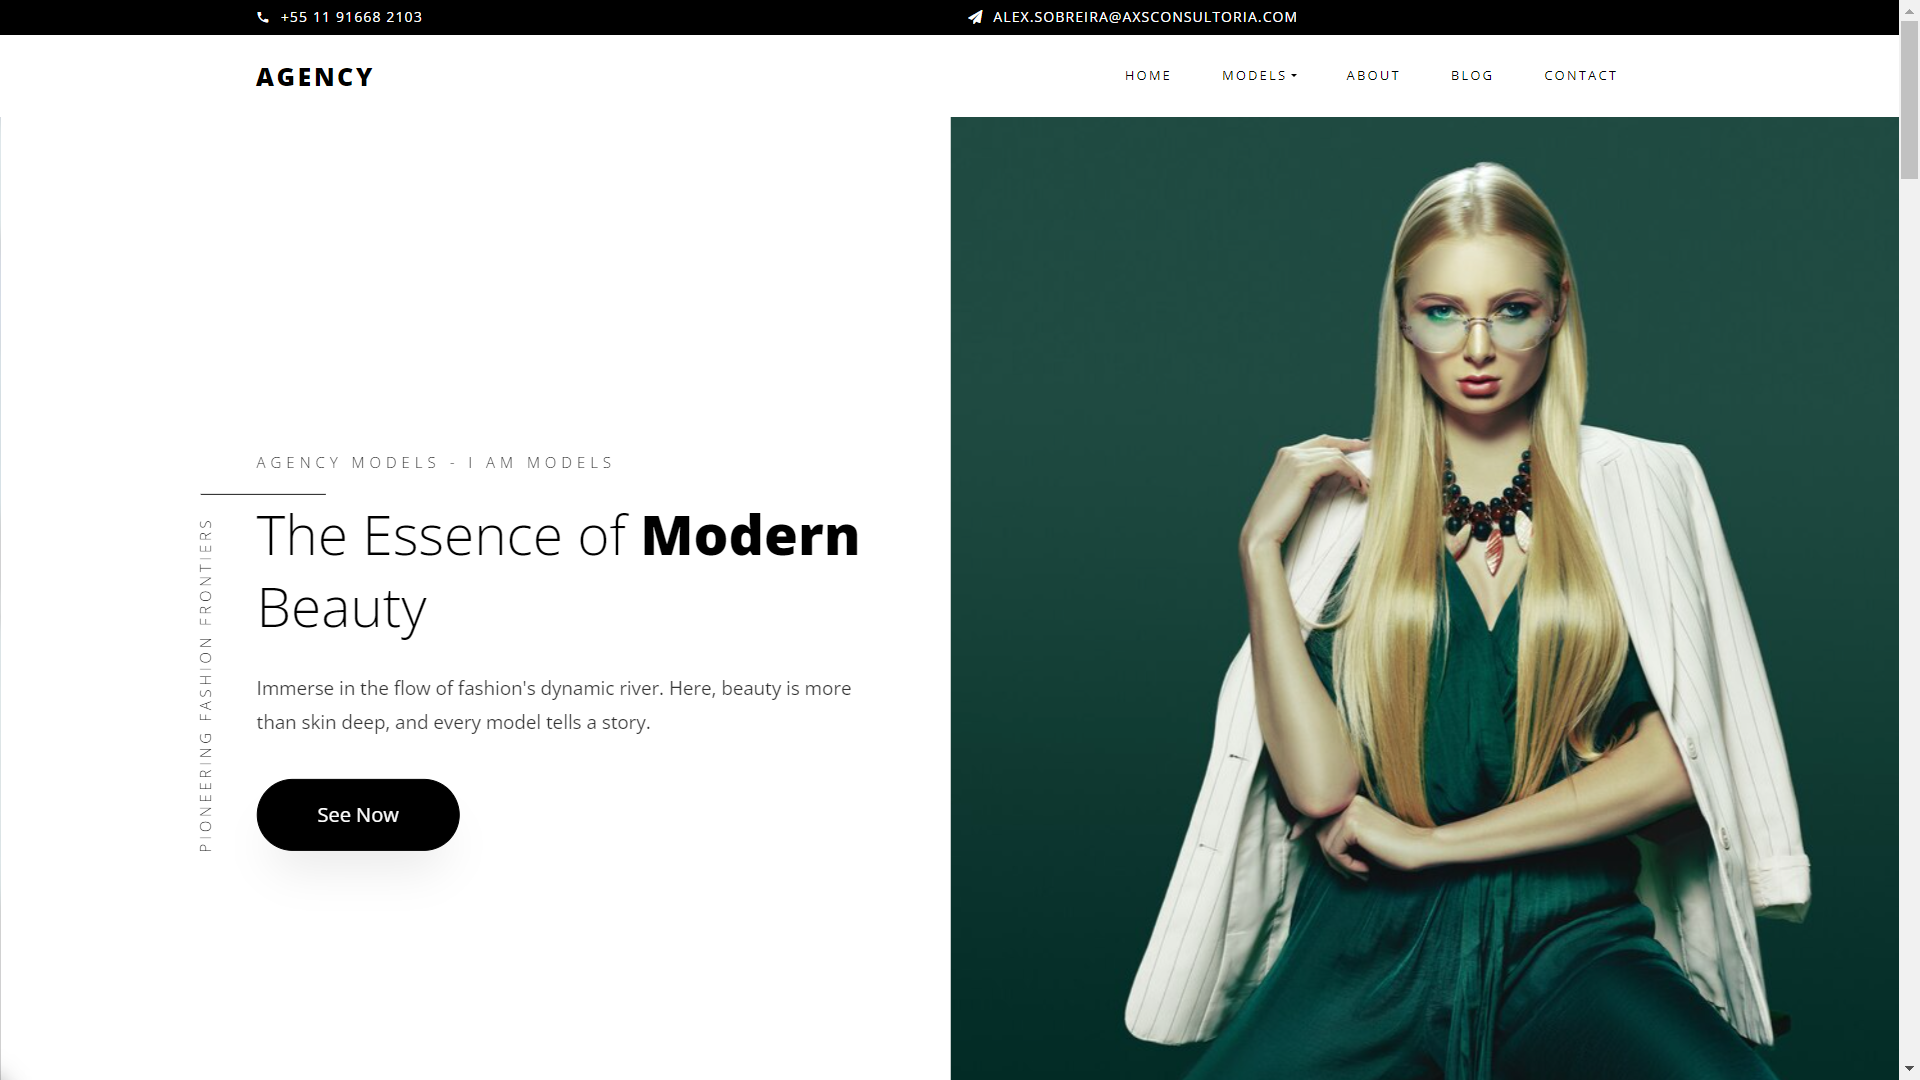 +55 11 91668 2103
ALEX.SOBREIRA@AXSCONSULTORIA.COM
AGENCY
HOME
MODELS
ABOUT
BLOG
CONTACT
AGENCY MODELS - I AM MODELS
PIONEERING FASHION FRONTIERS
The Essence of Modern
Beauty
Immerse in the flow of fashion's dynamic river. Here, beauty is more
than skin deep, and every model tells a story.
See Now